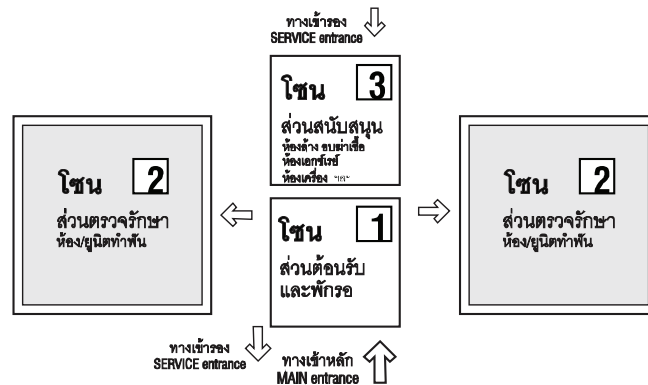 ทางเข้ารอง
SERVICE entrance
โซน 3
ส่วนสนับสนุน
ห้องล้าง อบฆ่าเชื้อ
ห้องเอกซ์เรย์
ห้องเครื่อง ฯลฯ
โซน 2
ส่วนตรวจรักษา
ห้อง/ยูนิตทำฟัน
โซน 1
ส่วนต้อนรับ
และพักรอ
โซน 2
ส่วนตรวจรักษา
ห้อง/ยูนิตทำฟัน
ทางเข้ารอง
SERVICE entrance
ทางเข้าหลัก
MAIN entrance